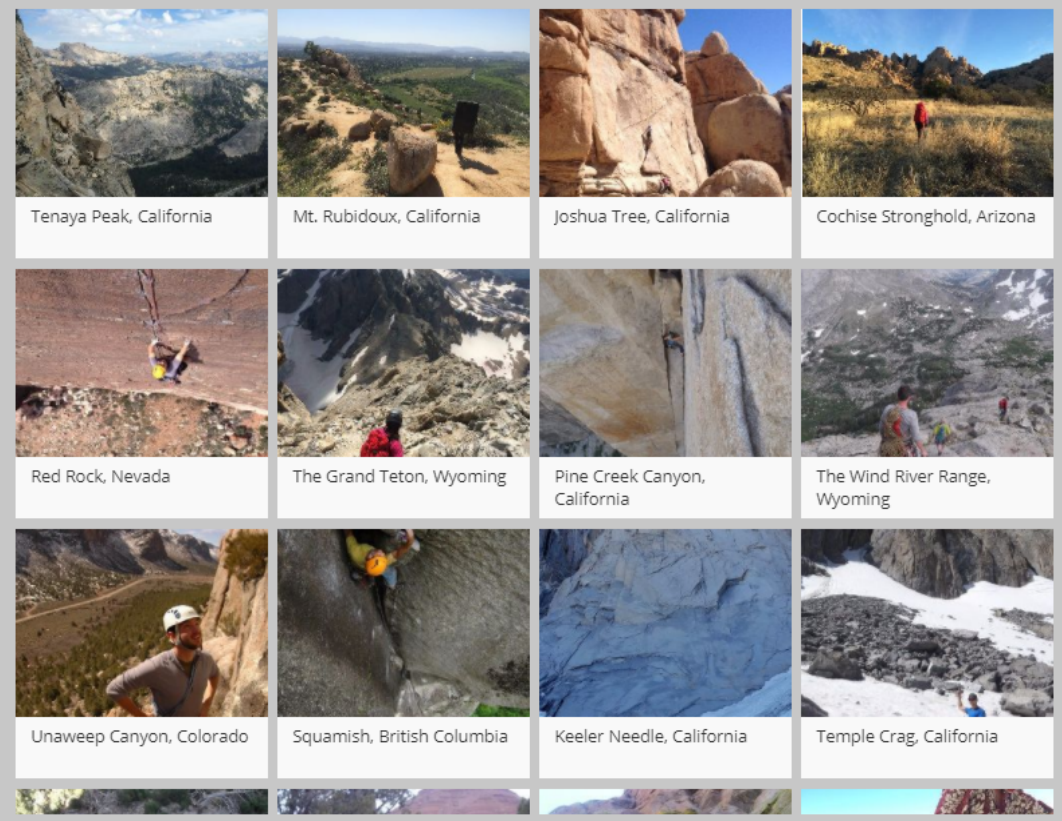 Tenaya Peak, California
Mt. Rubidoux, California
Joshua Tree, California
Cochise Stronghold, Arizona
Red Rock, Nevada
The Grand Teton, Wyoming
Pine Creek Canyon,
California
The Wind River Range,
Wyoming
Unaweep Canyon, Colorado
Squamish, British Columbia
Keeler Needle, California
Temple Crag, California